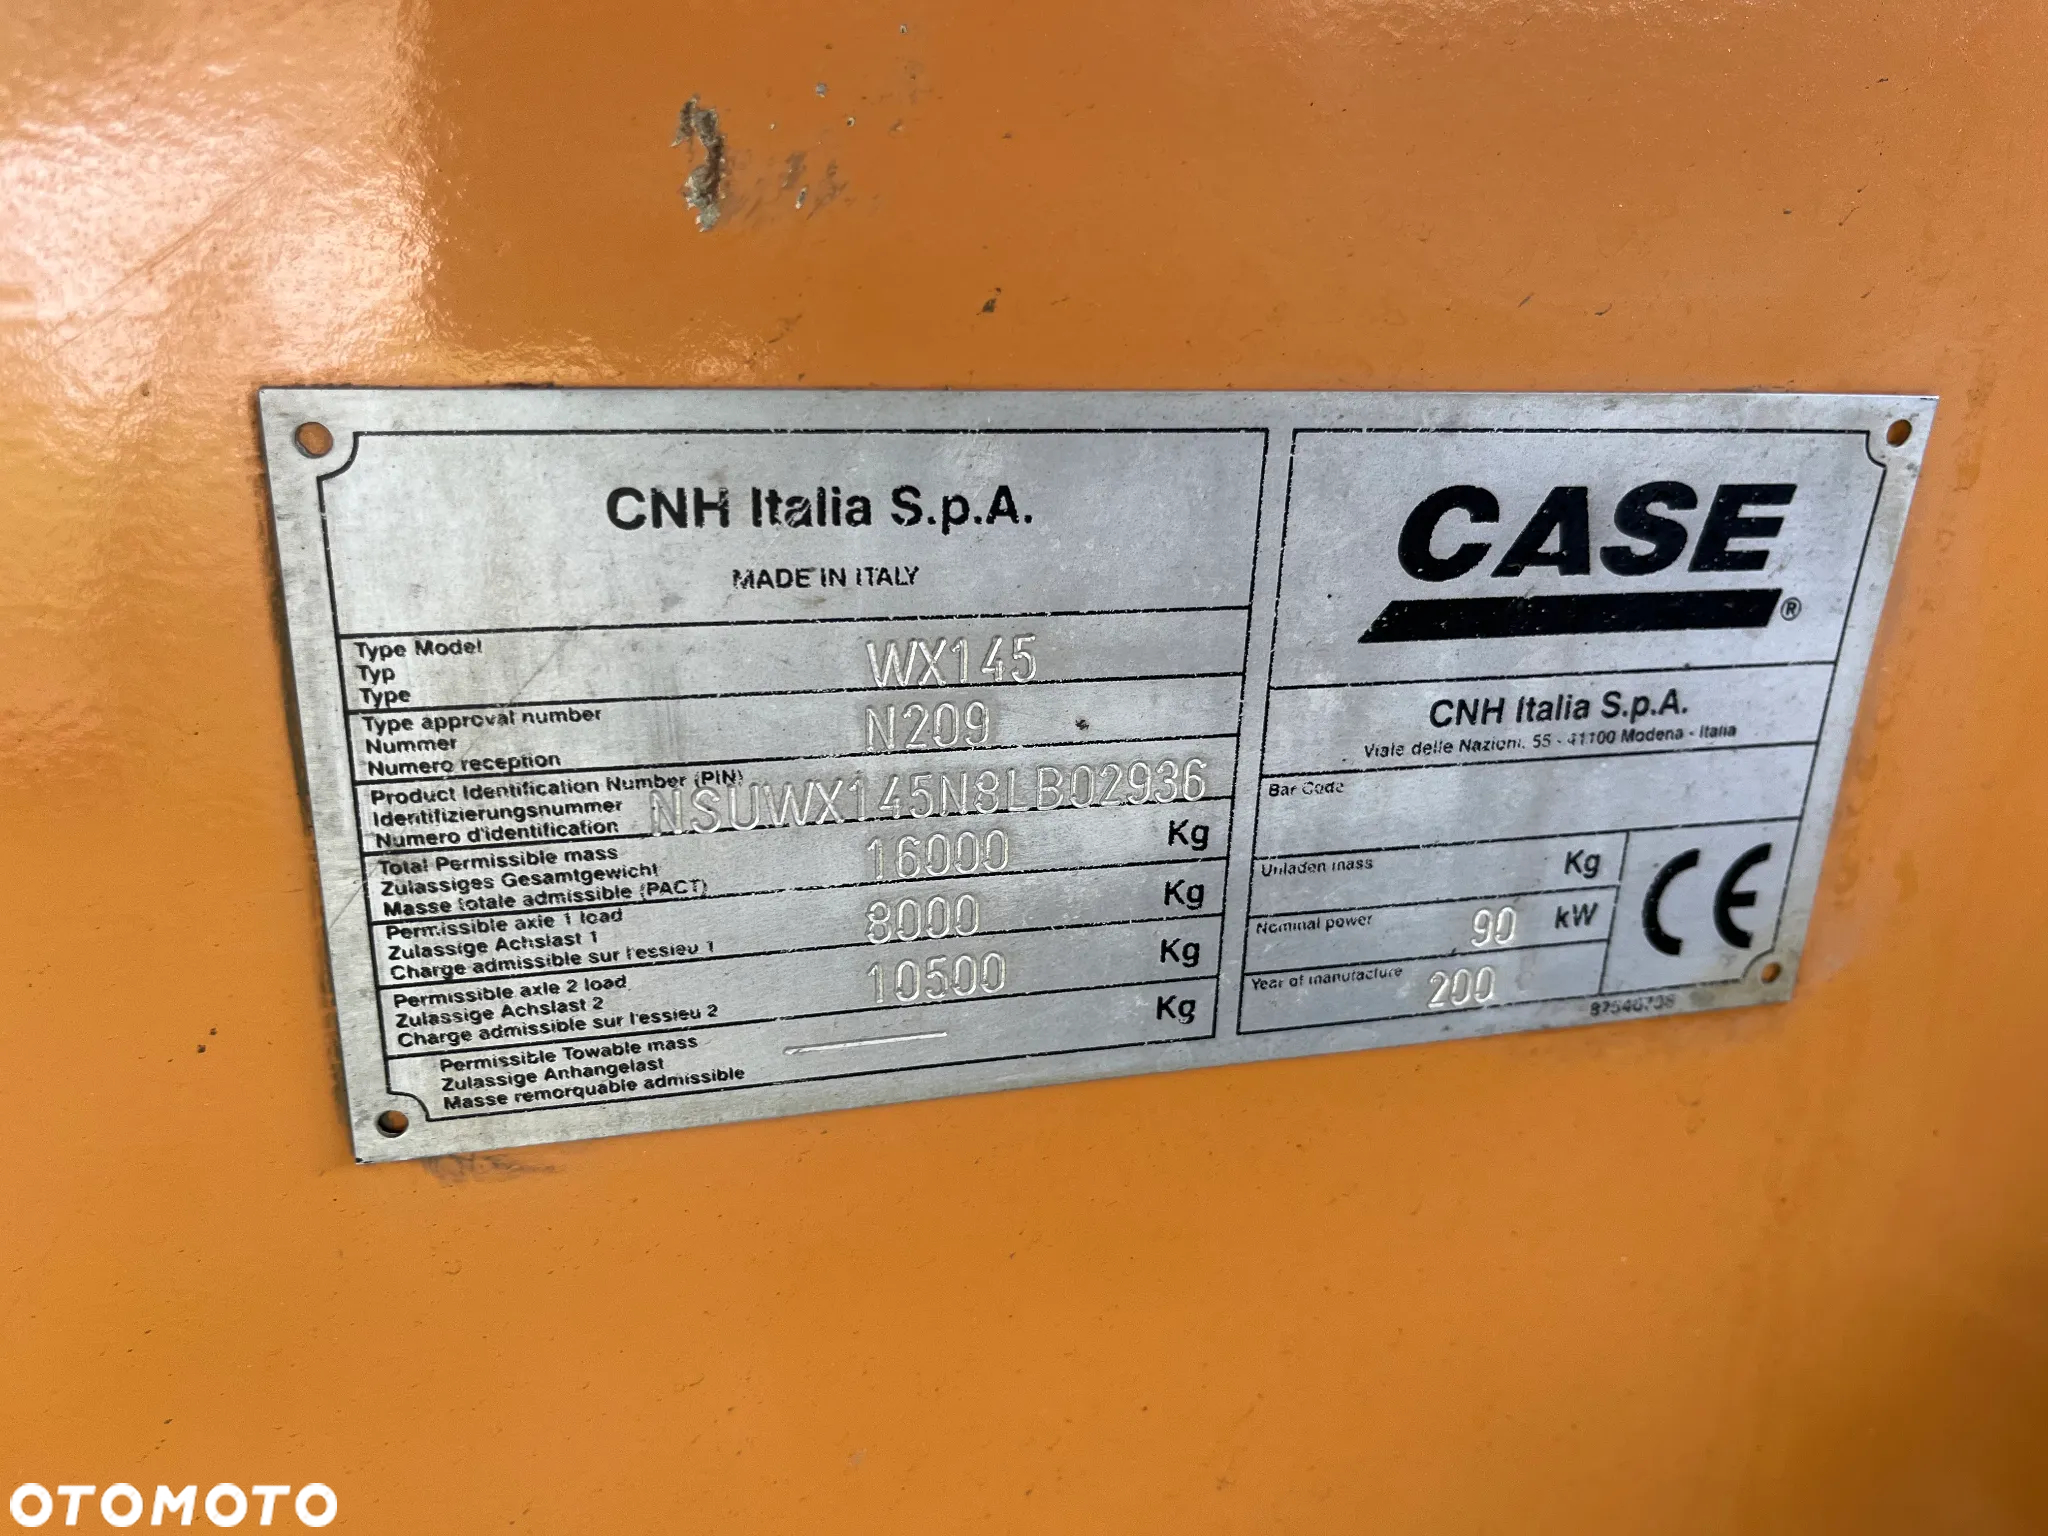 CNH Italia S.p.A.
MADE IN ITALY
Type Model
Typ
Type
WX145
Type approval number
Nummer
Numero reception
N209
Product Identification Number (PIN)
Identifizierungsnummer
Numero d'identification
NSUWX145N8LB02936
Total Permissible mass
Zulassiges Gesamtgewicht
Masse totale admissible (PACT)
16000 Kg
Permissible axle 1 load
Zulässige Achslast 1
Charge admissible sur l'essieu 1
8000 Kg
Permissible axle 2 load
Zulassige Achslast 2
Charge admissible sur l'essieu 2
10500 Kg
Permissible Towable mass
Zulassige Anhangelast
Masse remorquable admissible
Kg
CASE ®
CNH Italia S.p.A.
Viale delle Nazioni, 55 - 41100 Modena - Italia
Bar Code
Unladen mass Kg
Nominal power 90 kW
Year of manufacture 200
CE
OTOMOTO